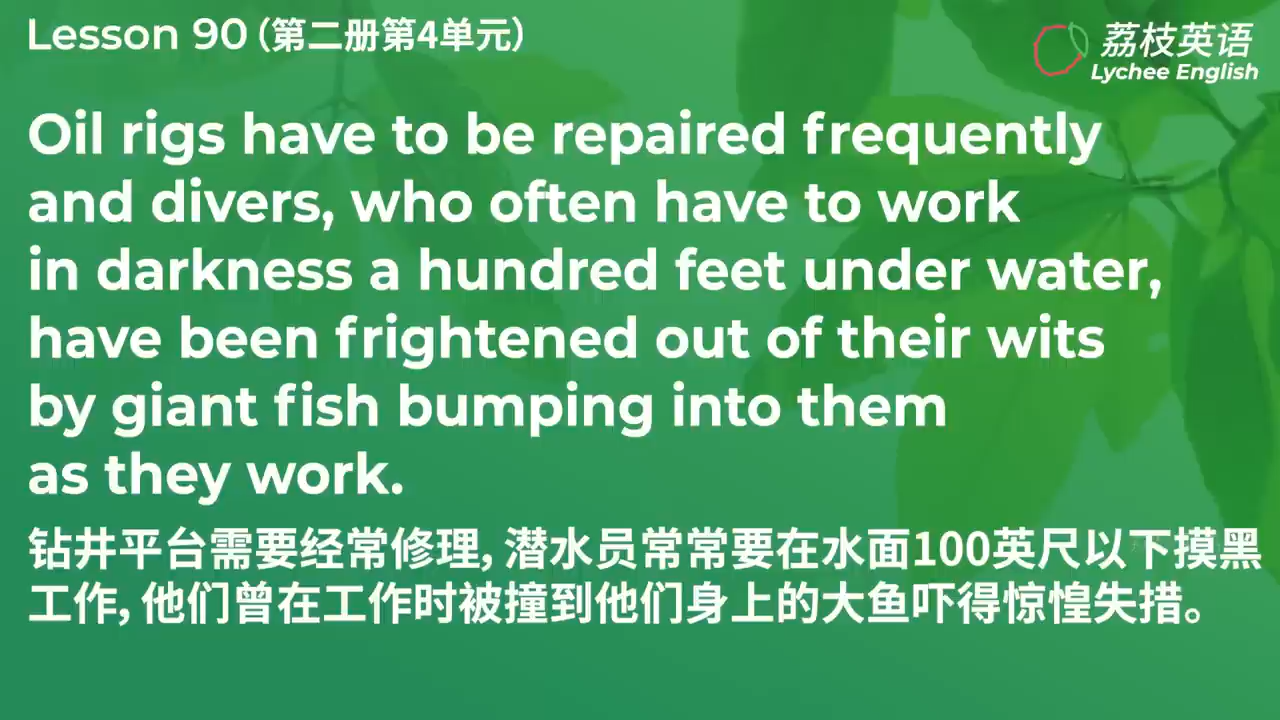 Lesson 90 (第二册第4单元)
荔枝英语
Lychee English
Oil rigs have to be repaired frequently
and divers, who often have to work
in darkness a hundred feet under water,
have been frightened out of their wits
by giant fish bumping into them
as they work.
钻井平台需要经常修理, 潜水员常常要在水面100英尺以下摸黑
工作, 他们曾在工作时被撞到他们身上的大鱼吓得惊惶失措。